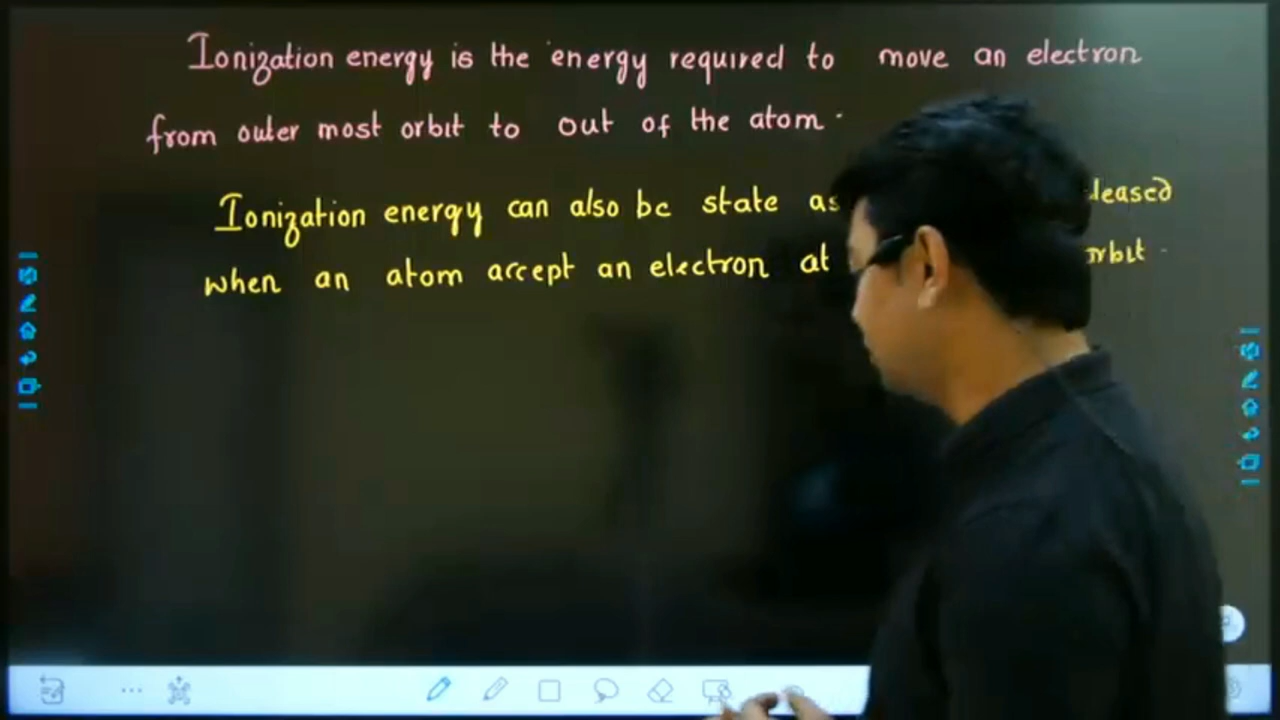 Ionization energy is the energy required to move an electron
from outer most orbit to out of the atom.
Ionization energy can also be state as
when an atom accept an electron at orbit.